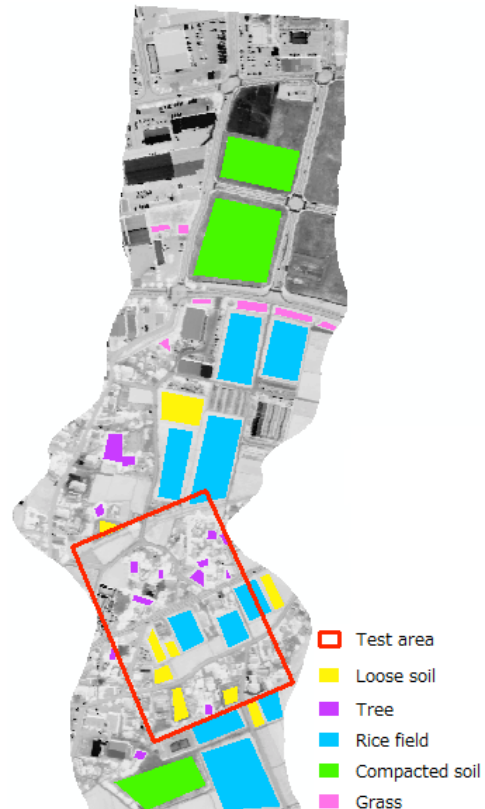 Test area
Loose soil
Tree
Rice field
Compacted soil
Grass